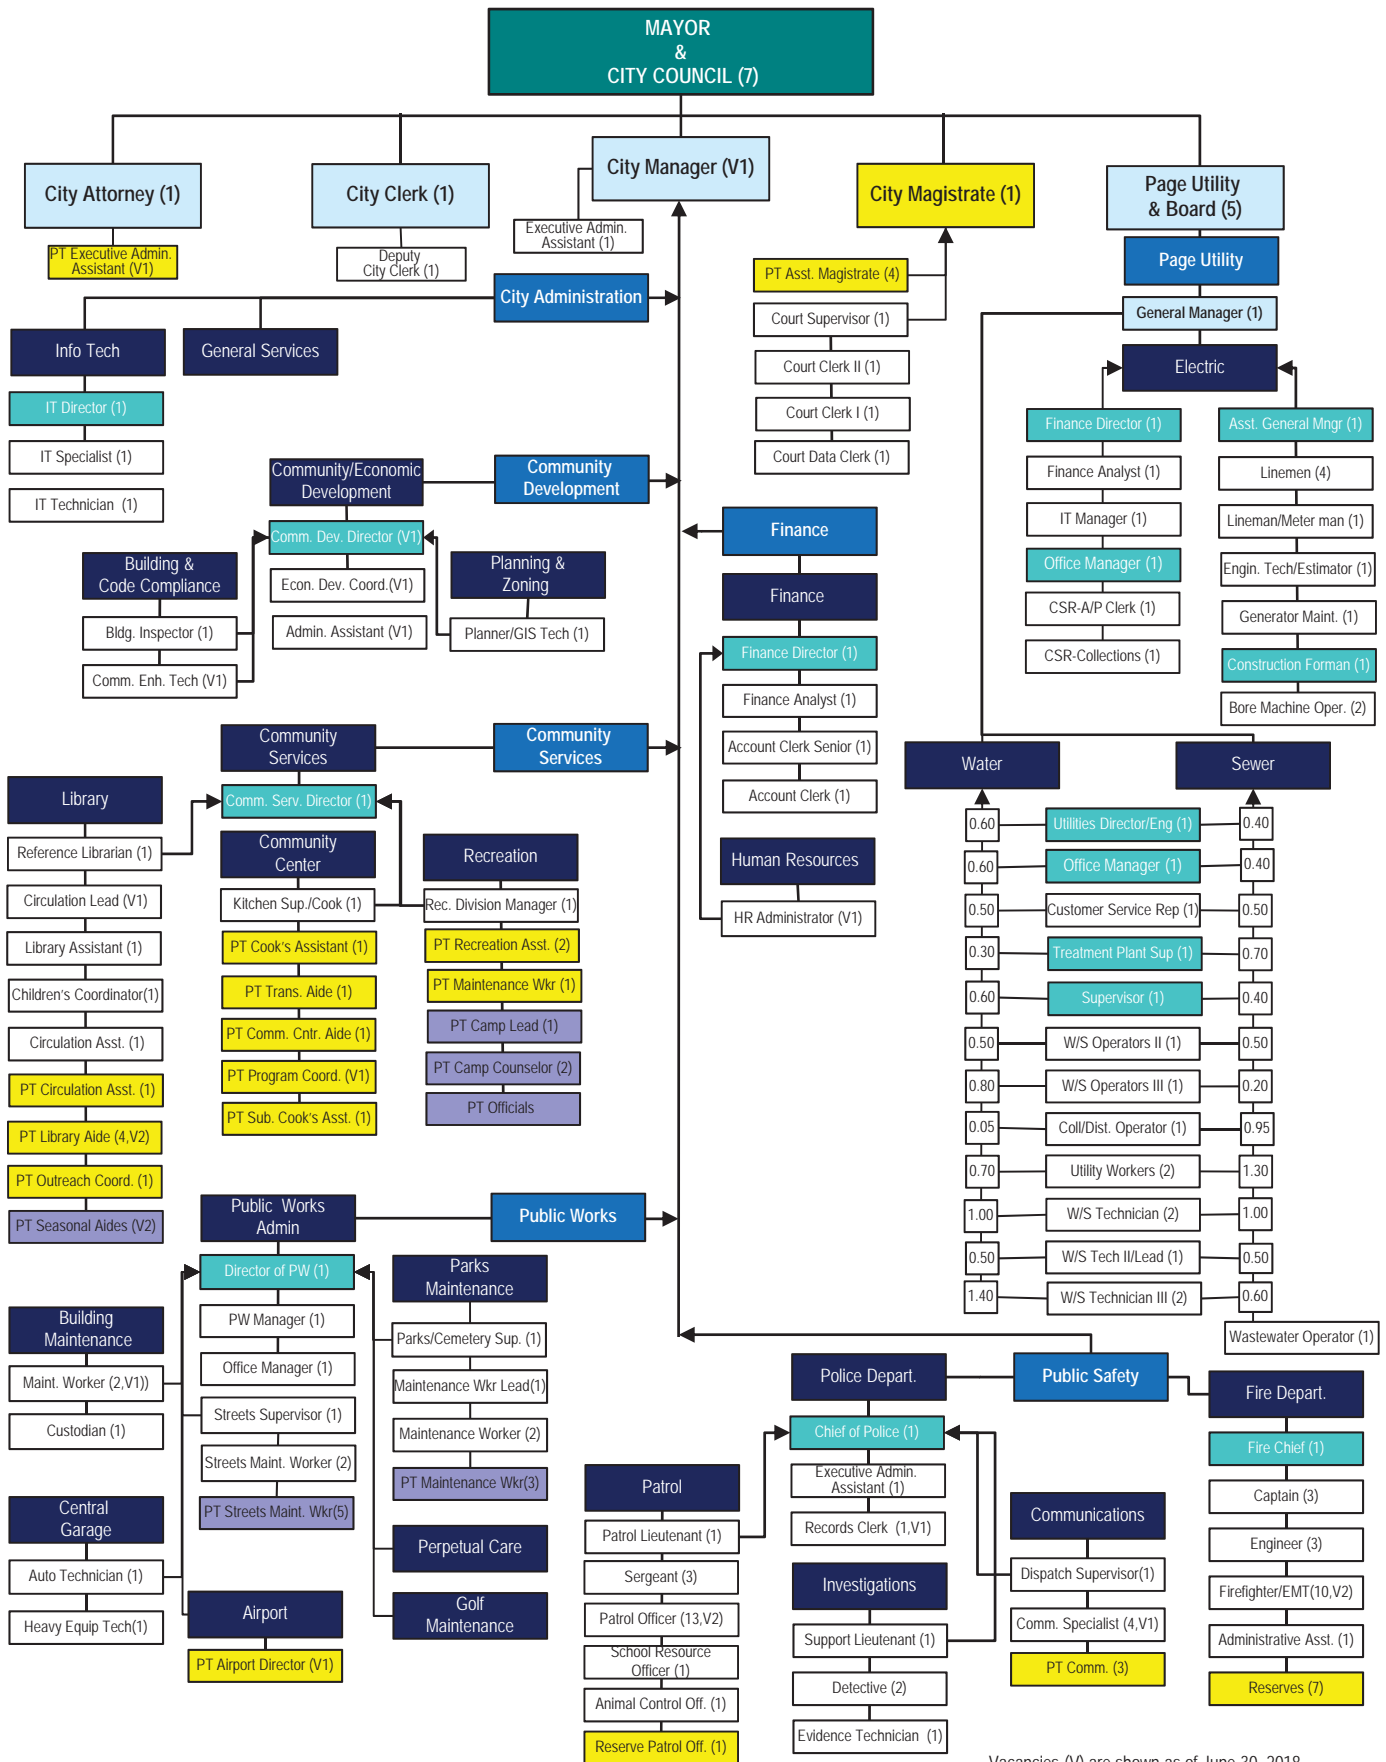 MAYOR
&
CITY COUNCIL (7)
City Attorney (1)
PT Executive Admin.
Assistant (V1)
City Clerk (1)
Deputy
City Clerk (1)
City Manager (V1)
Executive Admin.
Assistant (1)
City Magistrate (1)
PT Asst. Magistrate (4)
Court Supervisor (1)
Court Clerk II (1)
Court Clerk I (1)
Court Data Clerk (1)
Page Utility
& Board (5)
Page Utility
General Manager (1)
Electric
Finance Director (1)
Finance Analyst (1)
IT Manager (1)
Office Manager (1)
CSR-A/P Clerk (1)
CSR-Collections (1)
Asst. General Mngr (1)
Linemen (4)
Lineman/Meter man (1)
Engin. Tech/Estimator (1)
Generator Maint. (1)
Construction Forman (1)
Bore Machine Oper. (2)
City Administration
Info Tech
General Services
IT Director (1)
IT Specialist (1)
IT Technician (1)
Community/Economic
Development
Community
Development
Comm. Dev. Director (V1)
Econ. Dev. Coord.(V1)
Admin. Assistant (V1)
Building &
Code Compliance
Bldg. Inspector (1)
Comm. Enh. Tech (V1)
Planning &
Zoning
Planner/GIS Tech (1)
Finance
Finance
Finance Director (1)
Finance Analyst (1)
Account Clerk Senior (1)
Account Clerk (1)
Human Resources
HR Administrator (V1)
Community
Services
Community
Services
Comm. Serv. Director (1)
Library
Reference Librarian (1)
Circulation Lead (V1)
Library Assistant (1)
Children's Coordinator(1)
Circulation Asst. (1)
PT Circulation Asst. (1)
PT Library Aide (4,V2)
PT Outreach Coord. (1)
PT Seasonal Aides (V2)
Community
Center
Kitchen Sup./Cook (1)
PT Cook's Assistant (1)
PT Trans. Aide (1)
PT Comm. Cntr. Aide (1)
PT Program Coord. (V1)
PT Sub. Cook's Asst. (1)
Recreation
Rec. Division Manager (1)
PT Recreation Asst. (2)
PT Maintenance Wkr (1)
PT Camp Lead (1)
PT Camp Counselor (2)
PT Officials
Water
Sewer
0.60 Utilities Director/Eng (1) 0.40
0.60 Office Manager (1) 0.40
0.50 Customer Service Rep (1) 0.50
0.30 Treatment Plant Sup (1) 0.70
0.60 Supervisor (1) 0.40
0.50 W/S Operators II (1) 0.50
0.80 W/S Operators III (1) 0.20
0.05 Coll/Dist. Operator (1) 0.95
0.70 Utility Workers (2) 1.30
1.00 W/S Technician (2) 1.00
0.50 W/S Tech II/Lead (1) 0.50
1.40 W/S Technician III (2) 0.60
Wastewater Operator (1)
Public Works
Admin
Public Works
Director of PW (1)
PW Manager (1)
Office Manager (1)
Streets Supervisor (1)
Streets Maint. Worker (2)
PT Streets Maint. Wkr(5)
Building
Maintenance
Maint. Worker (2,V1))
Custodian (1)
Central
Garage
Auto Technician (1)
Heavy Equip Tech(1)
Airport
PT Airport Director (V1)
Parks
Maintenance
Parks/Cemetery Sup. (1)
Maintenance Wkr Lead(1)
Maintenance Worker (2)
PT Maintenance Wkr(3)
Perpetual Care
Golf
Maintenance
Public Safety
Police Depart.
Chief of Police (1)
Executive Admin.
Assistant (1)
Records Clerk (1,V1)
Patrol
Patrol Lieutenant (1)
Sergeant (3)
Patrol Officer (13,V2)
School Resource
Officer (1)
Animal Control Off. (1)
Reserve Patrol Off. (1)
Investigations
Support Lieutenant (1)
Detective (2)
Evidence Technician (1)
Communications
Dispatch Supervisor(1)
Comm. Specialist (4,V1)
PT Comm. (3)
Fire Depart.
Fire Chief (1)
Captain (3)
Engineer (3)
Firefighter/EMT(10,V2)
Administrative Asst. (1)
Reserves (7)
Vacancies (V) are shown as of June 30, 2018